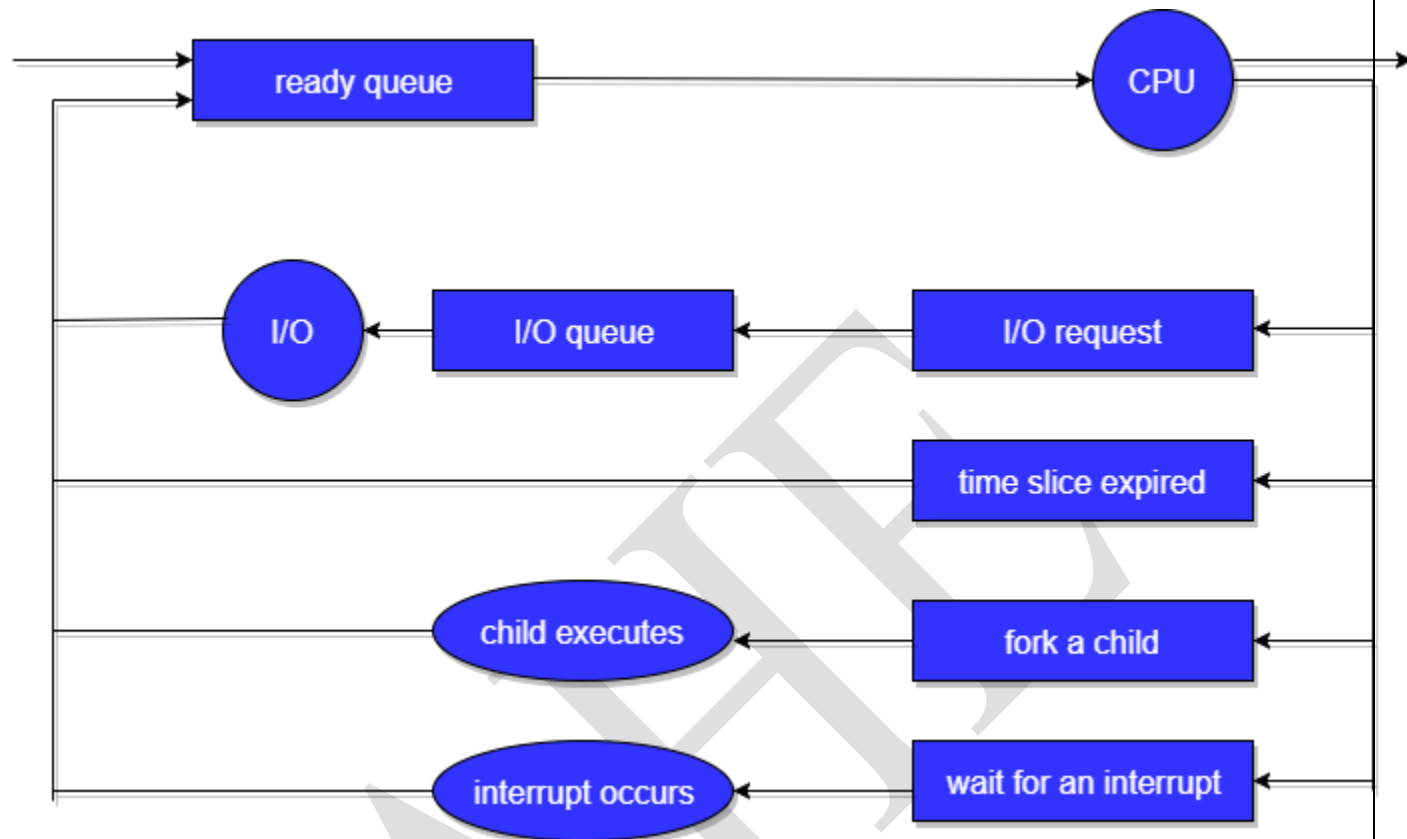 ready queue
CPU
I/O
I/O queue
I/O request
time slice expired
child executes
fork a child
interrupt occurs
wait for an interrupt